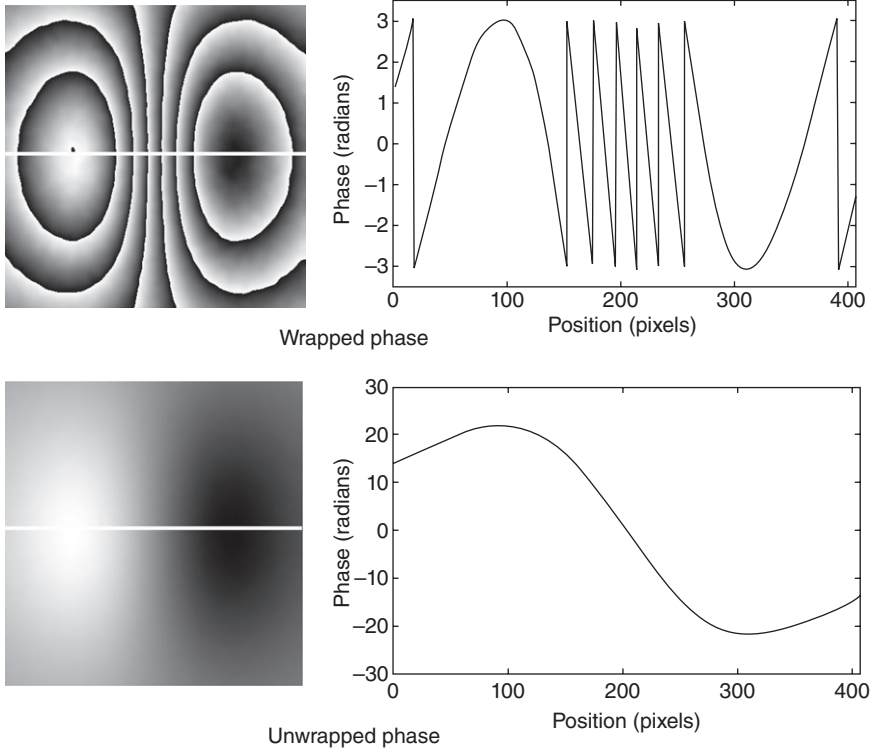 3
2
1
0
−1
−2
−3
Phase (radians)
0 100 200 300 400
Position (pixels)
Wrapped phase
30
20
10
0
−10
−20
−30
Phase (radians)
0 100 200 300 400
Position (pixels)
Unwrapped phase